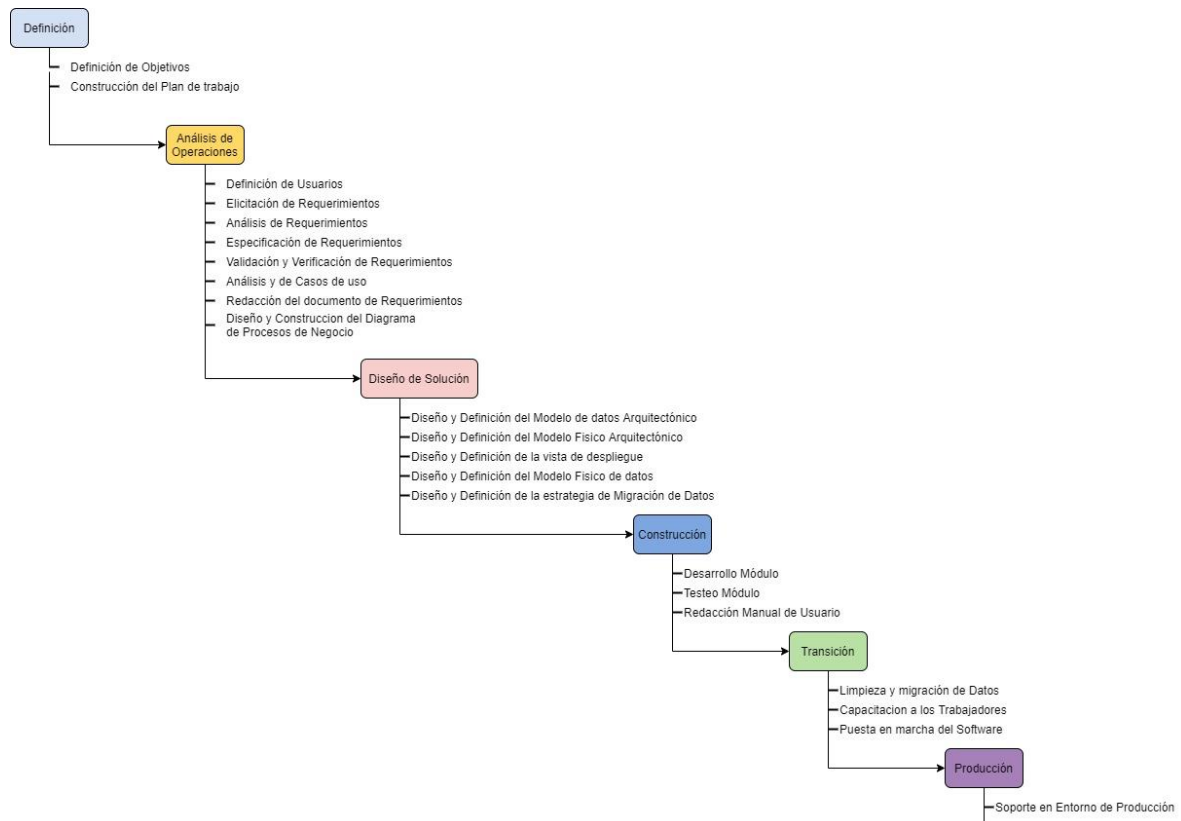 Definición
Definición de Objetivos
Construcción del Plan de trabajo
Análisis de
Operaciones
Definición de Usuarios
Elicitación de Requerimientos
Análisis de Requerimientos
Especificación de Requerimientos
Validación y Verificación de Requerimientos
Análisis y de Casos de uso
Redacción del documento de Requerimientos
Diseño y Construccion del Diagrama
de Procesos de Negocio
Diseño de Solución
Diseño y Definición del Modelo de datos Arquitectónico
Diseño y Definición del Modelo Fisico Arquitectónico
Diseño y Definición de la vista de despliegue
Diseño y Definición del Modelo Fisico de datos
Diseño y Definición de la estrategia de Migración de Datos
Construcción
Desarrollo Módulo
Testeo Módulo
Redacción Manual de Usuario
Transición
Limpieza y migración de Datos
Capacitacion a los Trabajadores
Puesta en marcha del Software
Producción
Soporte en Entorno de Producción